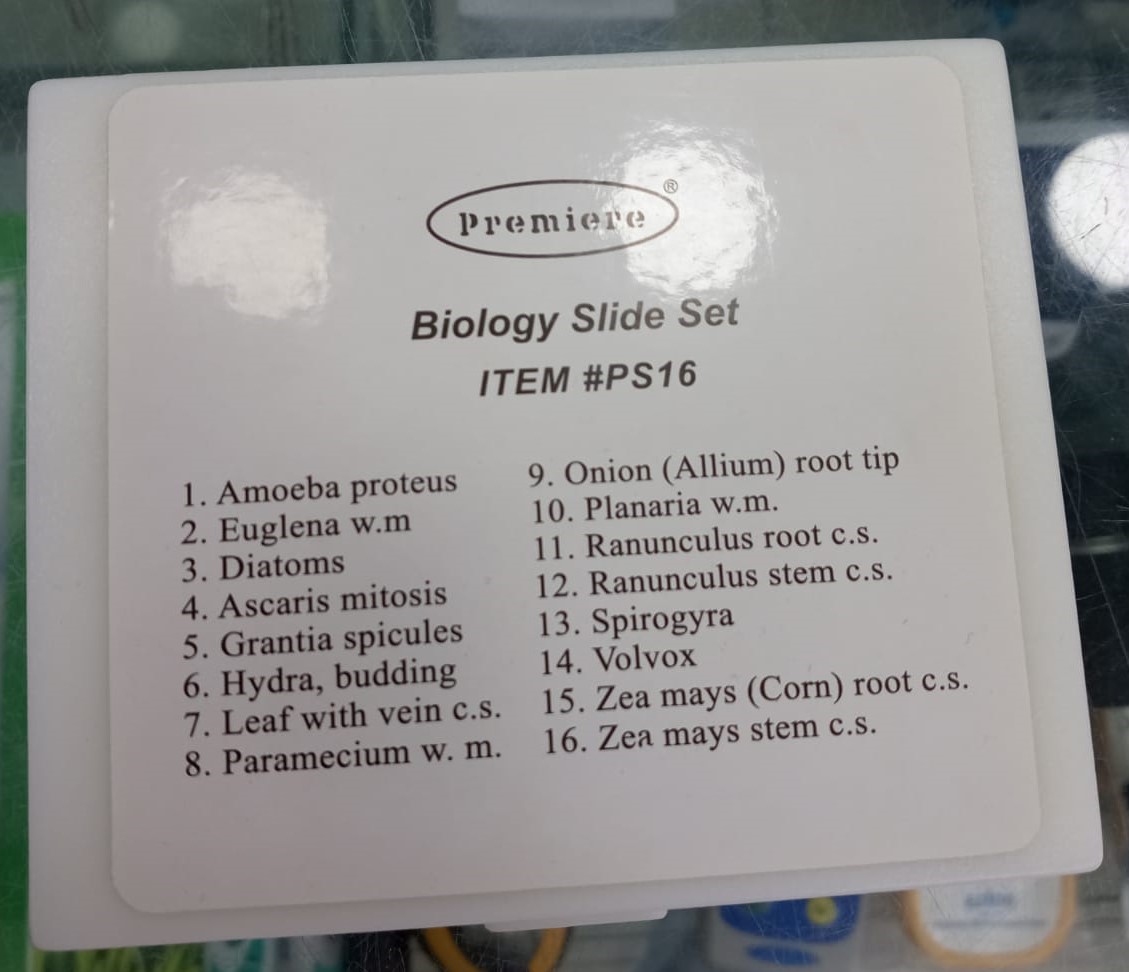 Premiere®
Biology Slide Set
ITEM #PS16
1. Amoeba proteus
2. Euglena w.m
3. Diatoms
4. Ascaris mitosis
5. Grantia spicules
6. Hydra, budding
7. Leaf with vein c.s.
8. Paramecium w. m.
9. Onion (Allium) root tip
10. Planaria w.m.
11. Ranunculus root c.s.
12. Ranunculus stem c.s.
13. Spirogyra
14. Volvox
15. Zea mays (Corn) root c.s.
16. Zea mays stem c.s.